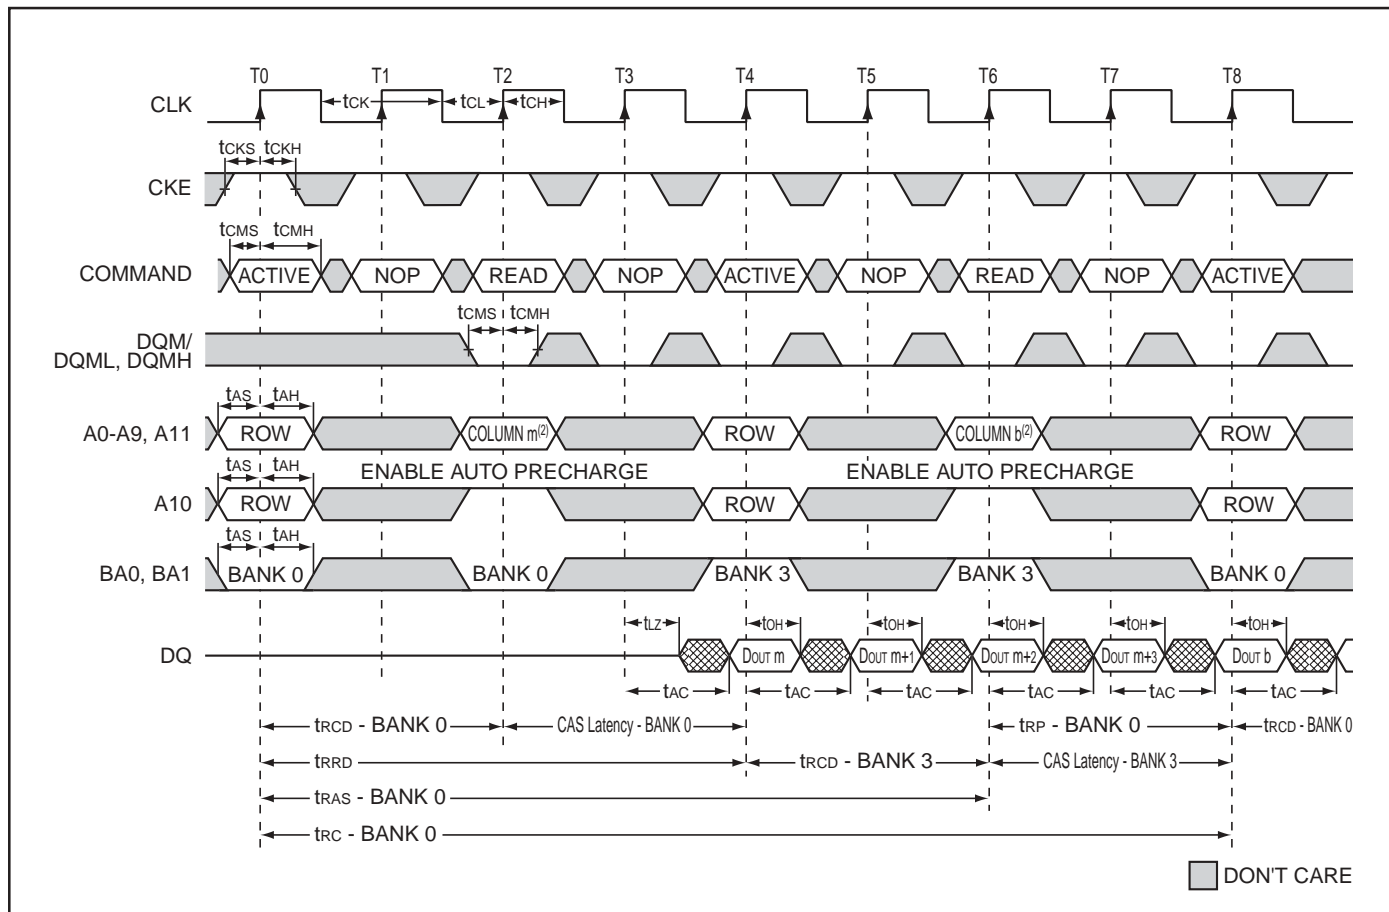 T0 T1 T2 T3 T4 T5 T6 T7 T8
CLK tCK tCL tCH
tCKS tCKH
CKE
tCMS tCMH
COMMAND ACTIVE NOP READ NOP ACTIVE NOP READ NOP ACTIVE
tCMS tCMH
DQM/
DQML, DQMH
tAS tAH
A0-A9, A11 ROW COLUMN m(2) ROW COLUMN b(2) ROW
tAS tAH ENABLE AUTO PRECHARGE ENABLE AUTO PRECHARGE
A10 ROW ROW ROW
tAS tAH
BA0, BA1 BANK 0 BANK 0 BANK 3 BANK 3 BANK 0
tLZ tOH tOH tOH tOH tOH
DQ DOUT m DOUT m+1 DOUT m+2 DOUT m+3 DOUT b
tAC tAC tAC tAC tAC tAC
tRCD - BANK 0 CAS Latency - BANK 0 tRP - BANK 0 tRCD - BANK 0
tRRD tRCD - BANK 3 CAS Latency - BANK 3
tRAS - BANK 0
tRC - BANK 0
DON'T CARE